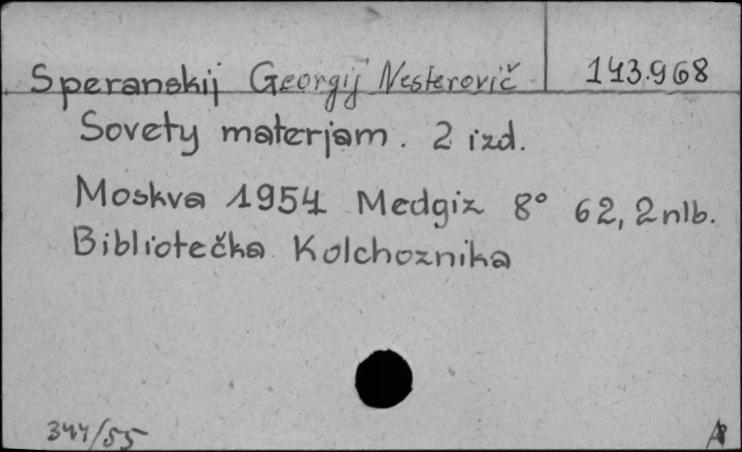 Speranskij Georgij Nesterovič 143.968
Sovety materjam. 2 izd.
Moskva 1954 Medgiz 8° 62, 2 nlb.
Bibliotečka Kolchoznika
344/55